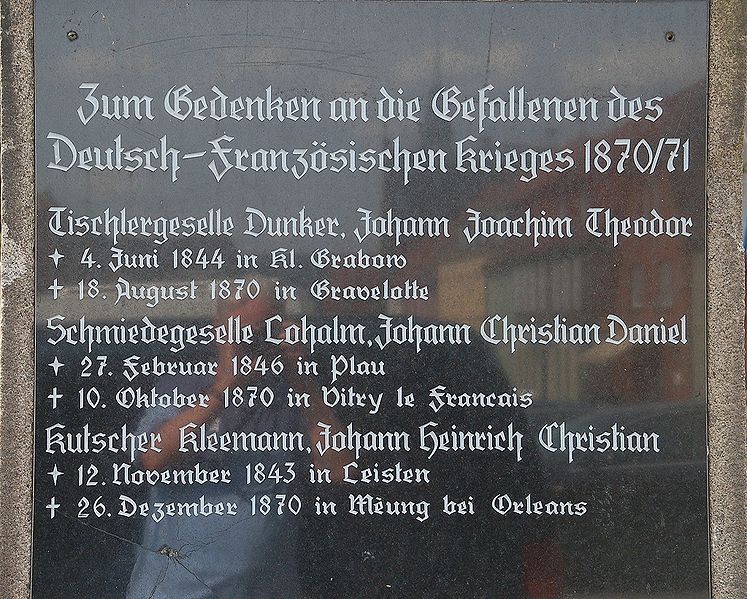 Zum Gedenken an die Gefallenen des
Deutsch-Französischen Krieges 1870/71
Tischlergeselle Dunker, Johann Joachim Theodor
✦ 4. Juni 1844 in Kl. Grabow
✝ 18. August 1870 in Gravelotte
Schmiedegeselle Lohalm, Johann Christian Daniel
✦ 27. Februar 1846 in Plau
✝ 10. Oktober 1870 in Vitry le Francais
Kutscher Kleemann, Johann Heinrich Christian
✦ 12. November 1843 in Leisten
✝ 26. Dezember 1870 in Mèung bei Orleans